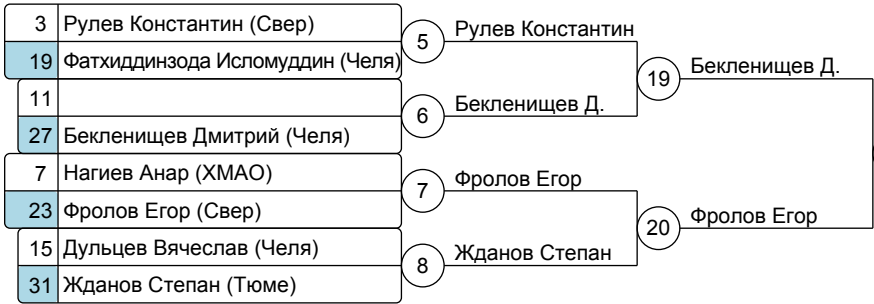 3 Рулев Константин (Свер)
19 Фатхиддинзода Исломуддин (Челя)
5 Рулев Константин
11
27 Бекленищев Дмитрий (Челя)
6 Бекленищев Д.
19 Бекленищев Д.
7 Нагиев Анар (ХМАО)
23 Фролов Егор (Свер)
7 Фролов Егор
15 Дульцев Вячеслав (Челя)
31 Жданов Степан (Тюме)
8 Жданов Степан
20 Фролов Егор